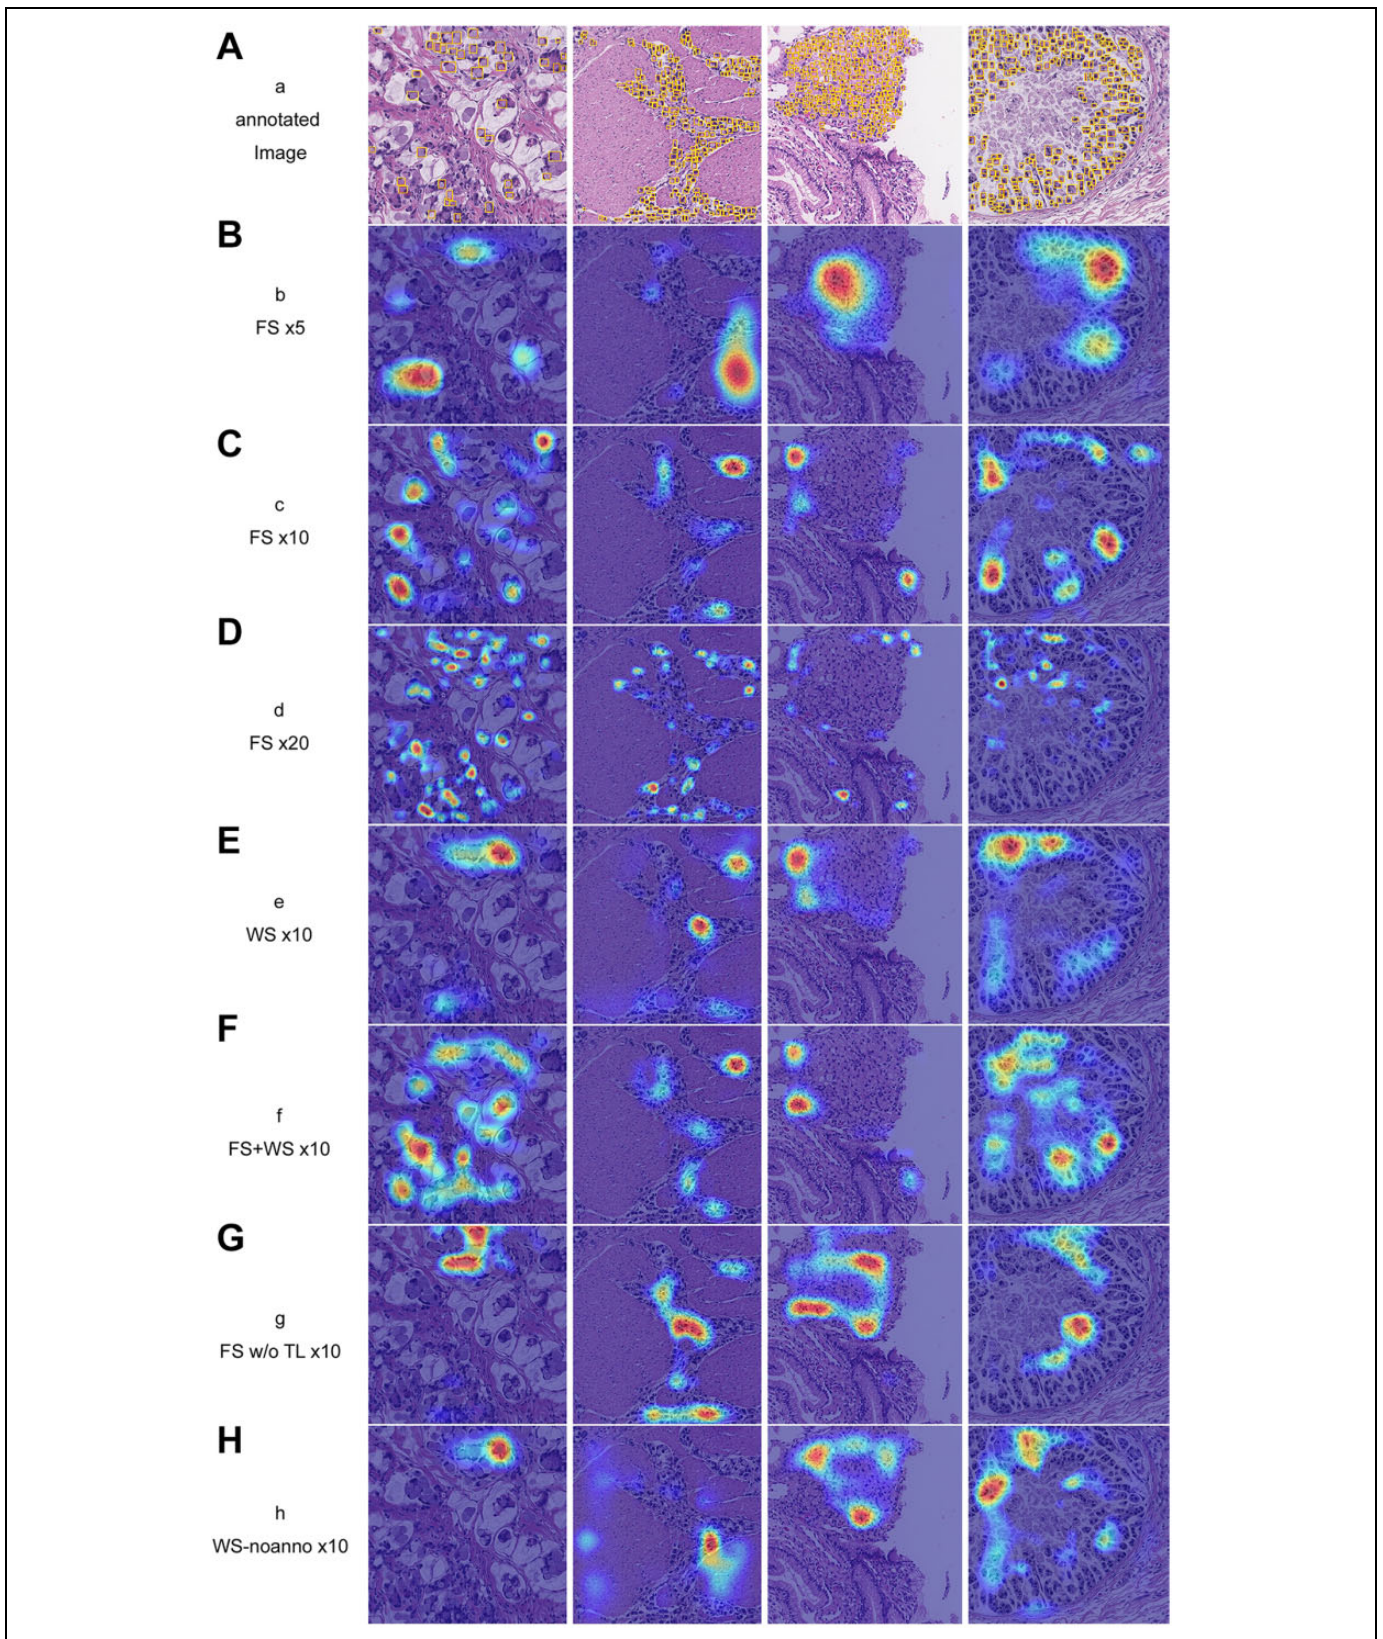 A
a
annotated
Image
B
b
FS x5
C
c
FS x10
D
d
FS x20
E
e
WS x10
F
f
FS+WS x10
G
g
FS w/o TL x10
H
h
WS-noanno x10